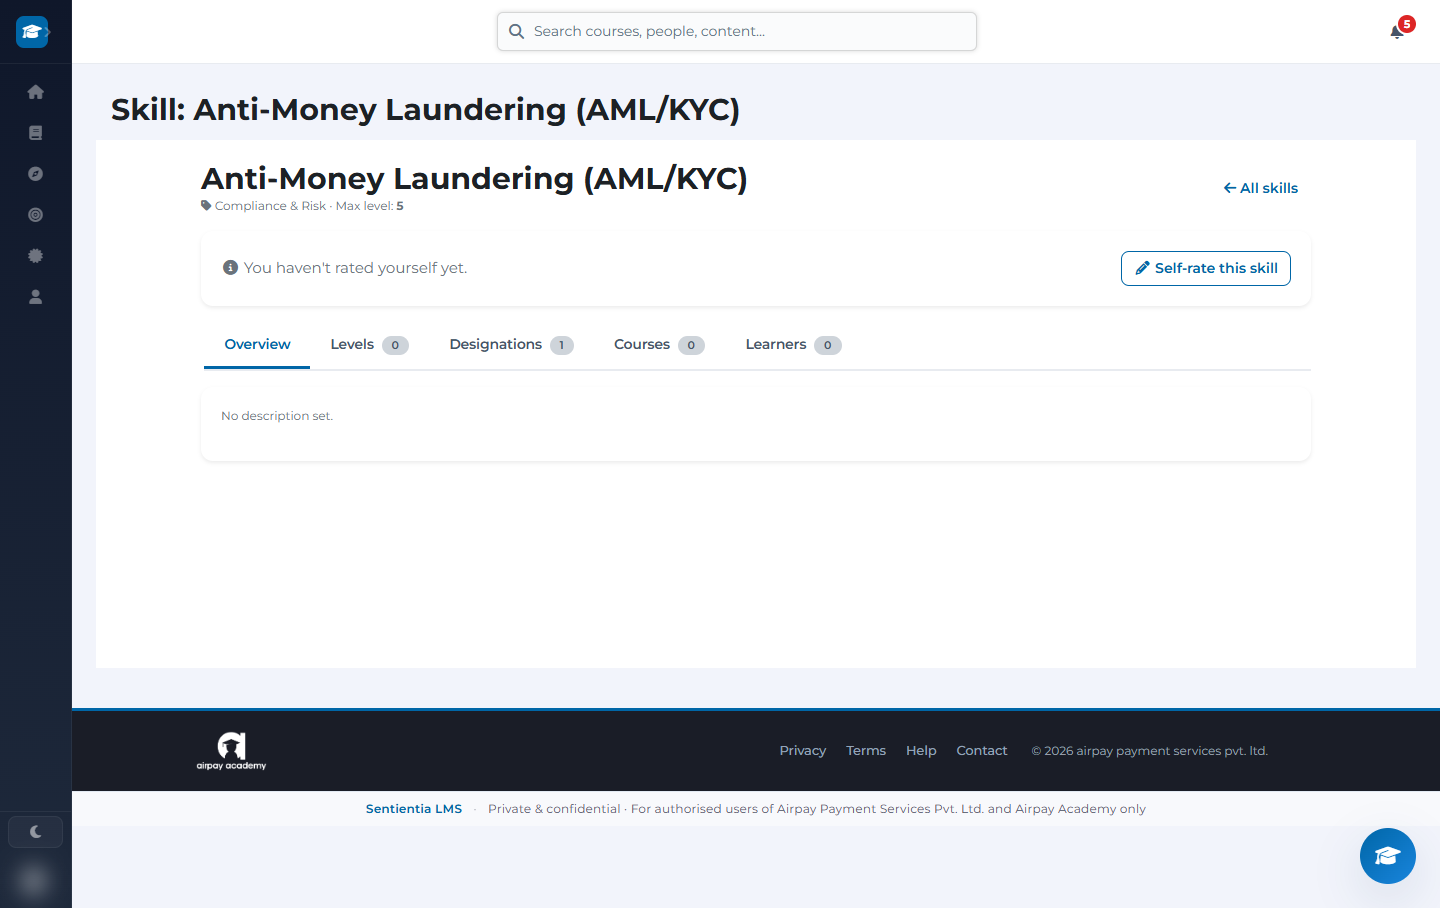 Search courses, people, content...
5
Skill: Anti-Money Laundering (AML/KYC)
Anti-Money Laundering (AML/KYC)
Compliance & Risk · Max level: 5
All skills
You haven't rated yourself yet.
Self-rate this skill
Overview
Levels 0
Designations 1
Courses 0
Learners 0
No description set.
airpay academy
Privacy
Terms
Help
Contact
© 2026 airpay payment services pvt. ltd.
Sentientia LMS · Private & confidential · For authorised users of Airpay Payment Services Pvt. Ltd. and Airpay Academy only